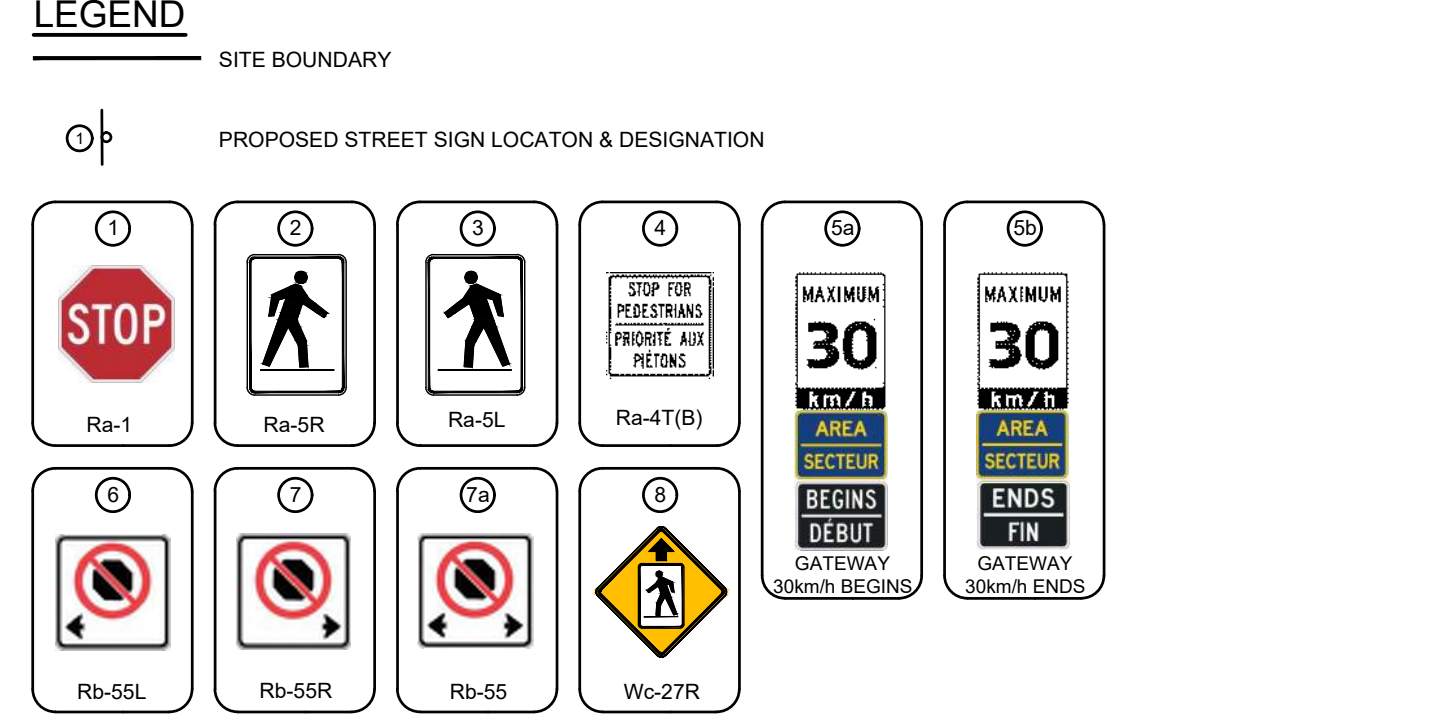 LEGEND
SITE BOUNDARY
1
PROPOSED STREET SIGN LOCATON & DESIGNATION
1
STOP
Ra-1
2
Ra-5R
3
Ra-5L
4
STOP FOR
PEDESTRIANS
PRIORITÉ AUX
PIÉTONS
Ra-4T(B)
5a
MAXIMUM
30
km/h
AREA
SECTEUR
BEGINS
DÉBUT
GATEWAY
30km/h BEGINS
5b
MAXIMUM
30
km/h
AREA
SECTEUR
ENDS
FIN
GATEWAY
30km/h ENDS
6
Rb-55L
7
Rb-55R
7a
Rb-55
8
Wc-27R